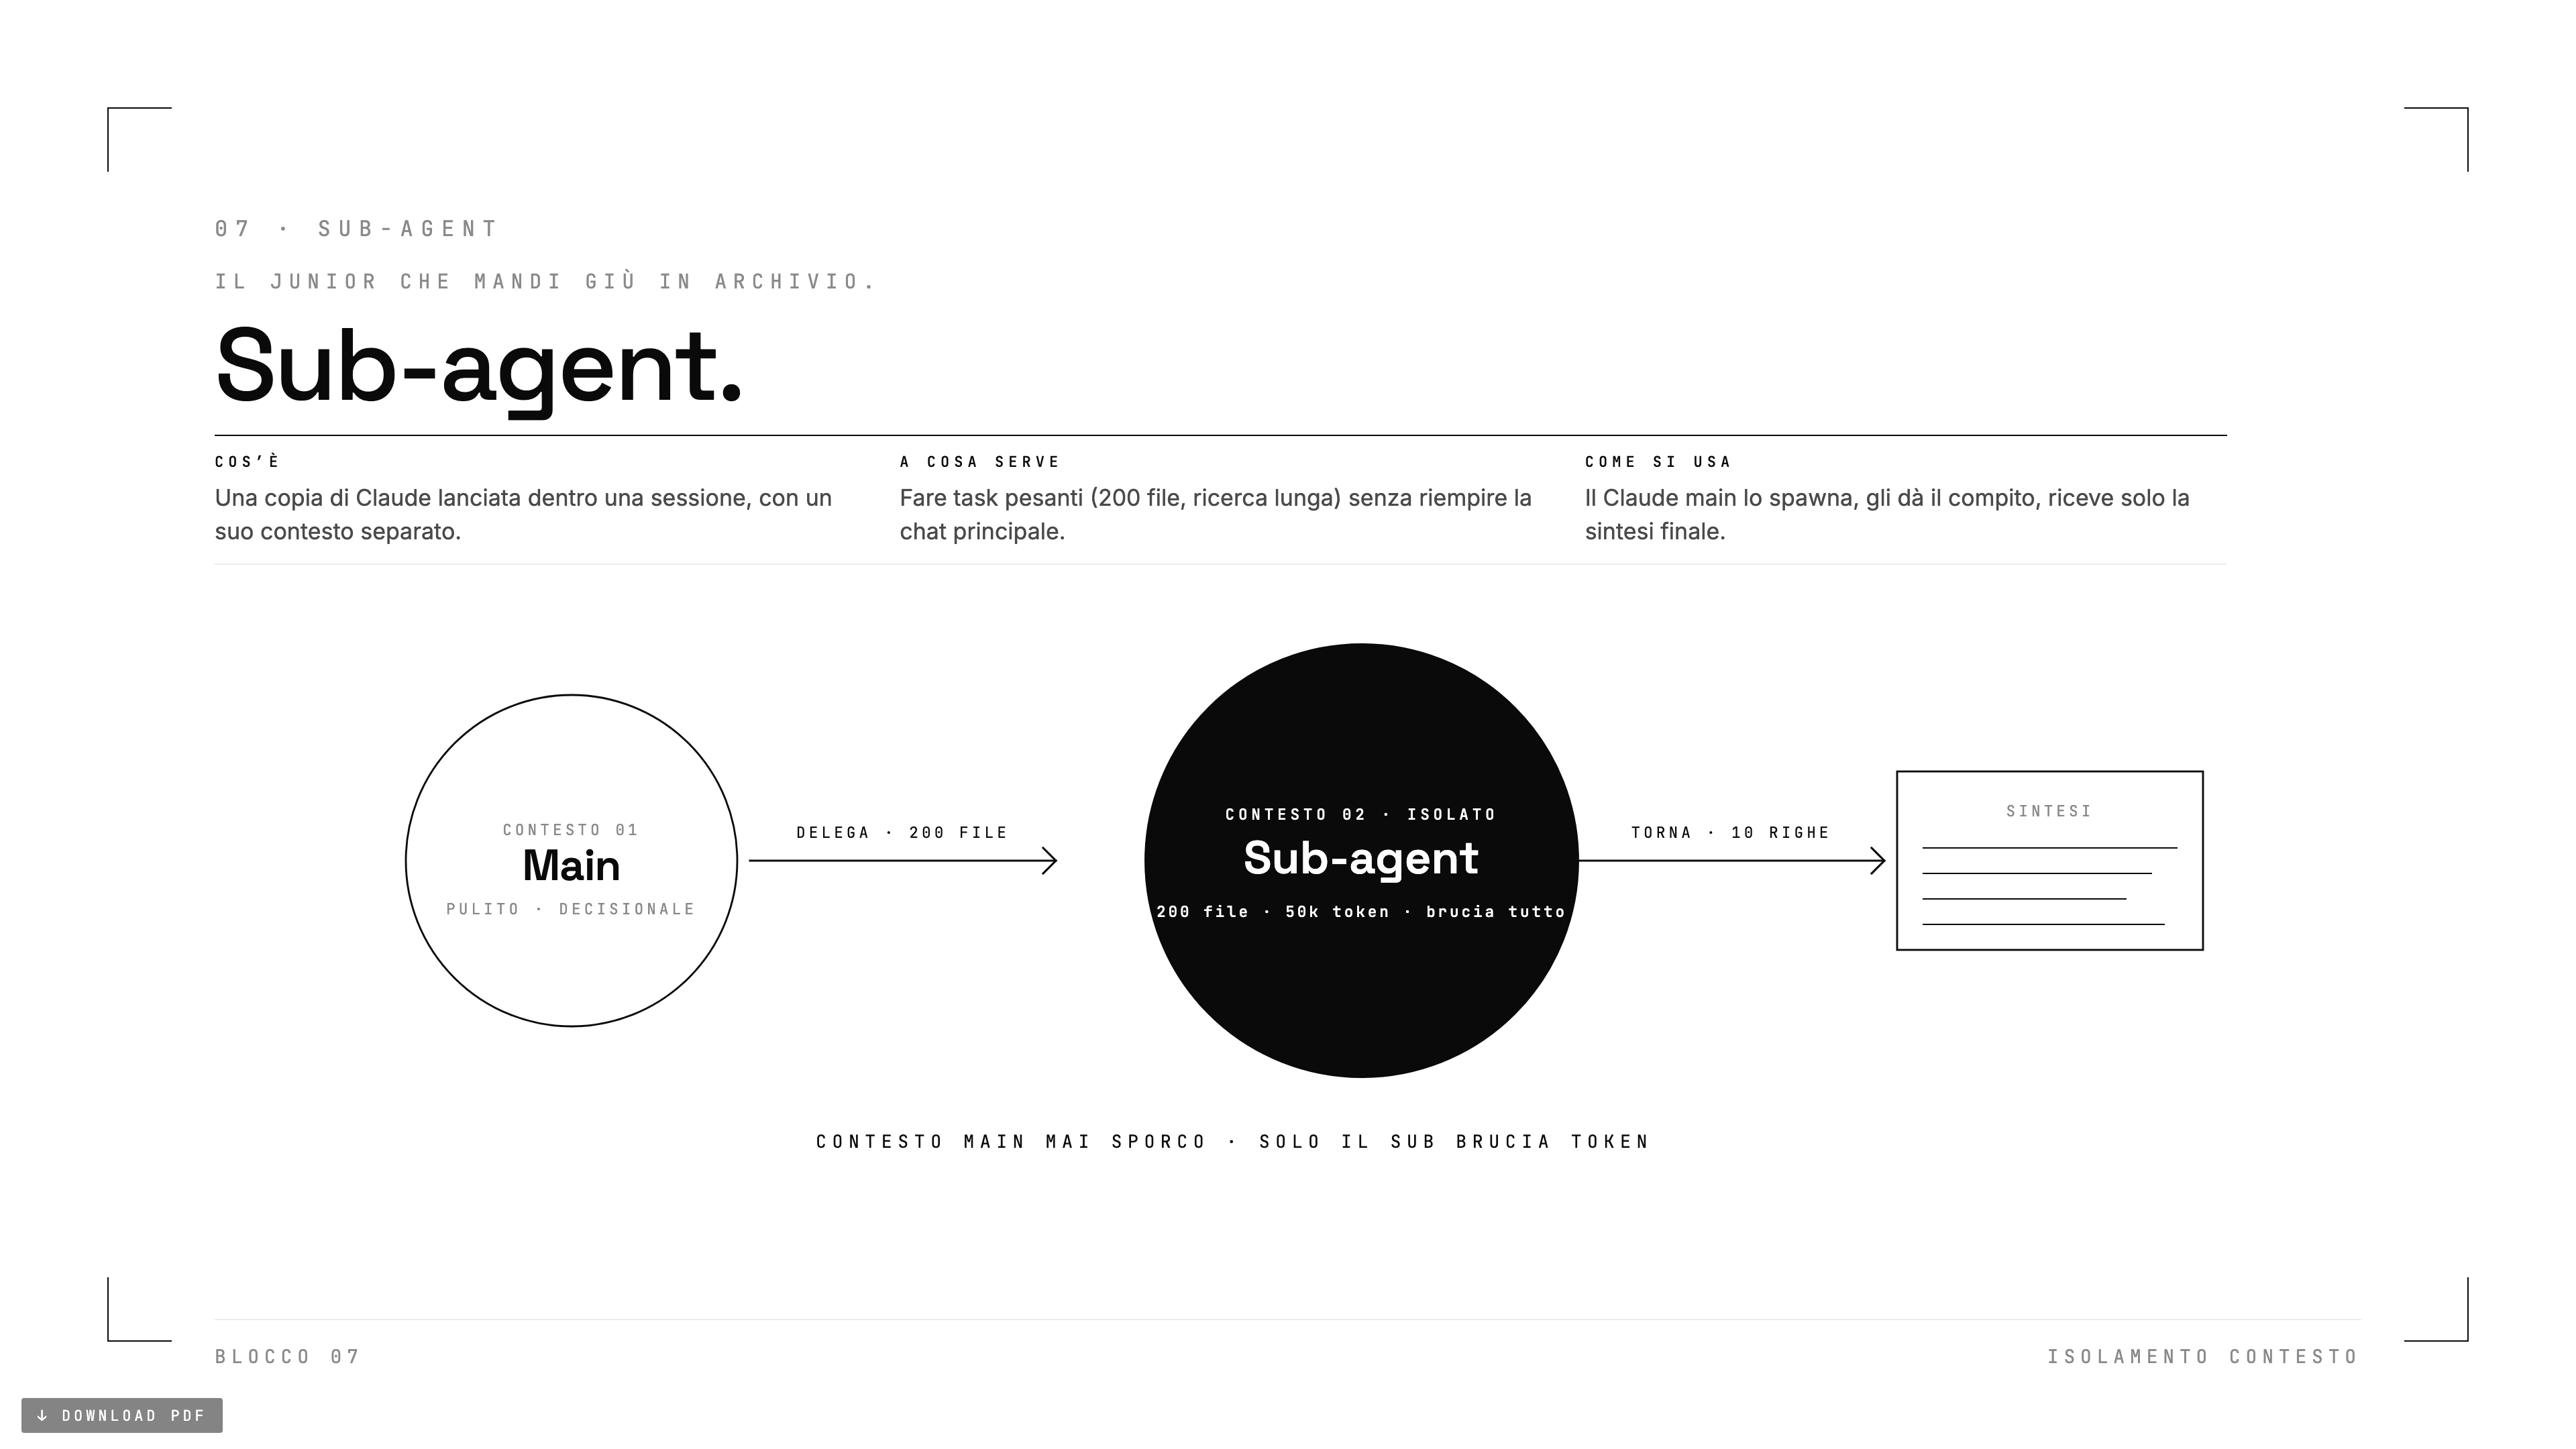 07 · SUB-AGENT
IL JUNIOR CHE MANDI GIÙ IN ARCHIVIO.
Sub-agent.
COS’È
Una copia di Claude lanciata dentro una sessione, con un
suo contesto separato.
A COSA SERVE
Fare task pesanti (200 file, ricerca lunga) senza riempire la
chat principale.
COME SI USA
Il Claude main lo spawna, gli dà il compito, riceve solo la
sintesi finale.
CONTESTO 01
Main
PULITO · DECISIONALE
DELEGA · 200 FILE
CONTESTO 02 · ISOLATO
Sub-agent
200 file · 50k token · brucia tutto
TORNA · 10 RIGHE
SINTESI
CONTESTO MAIN MAI SPORCO · SOLO IL SUB BRUCIA TOKEN
BLOCCO 07
ISOLAMENTO CONTESTO
↓ DOWNLOAD PDF